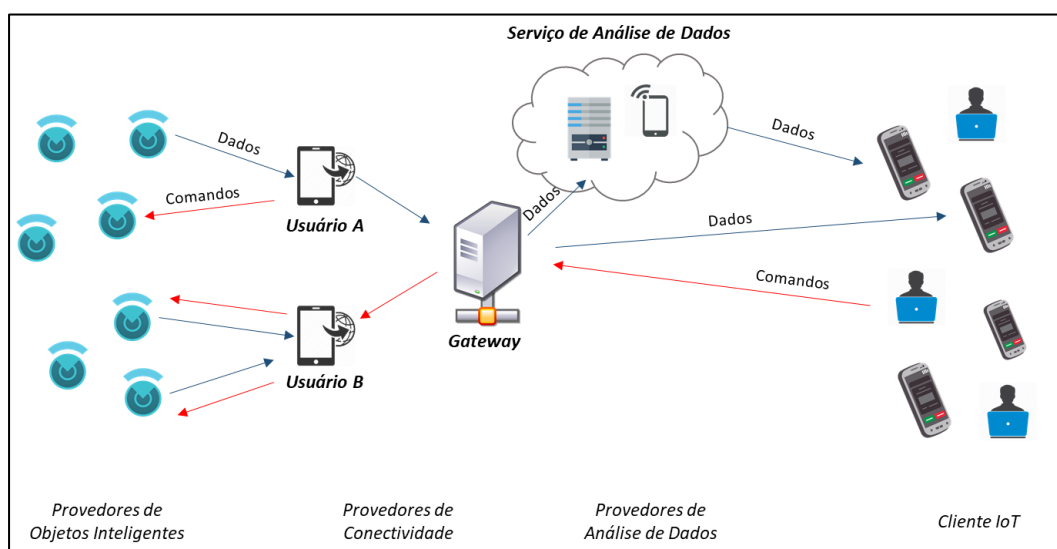 Serviço de Análise de Dados
Dados
Comandos
Usuário A
Dados
Dados
Dados
Comandos
Usuário B
Gateway
Provedores de
Objetos Inteligentes
Provedores de
Conectividade
Provedores de
Análise de Dados
Cliente IoT